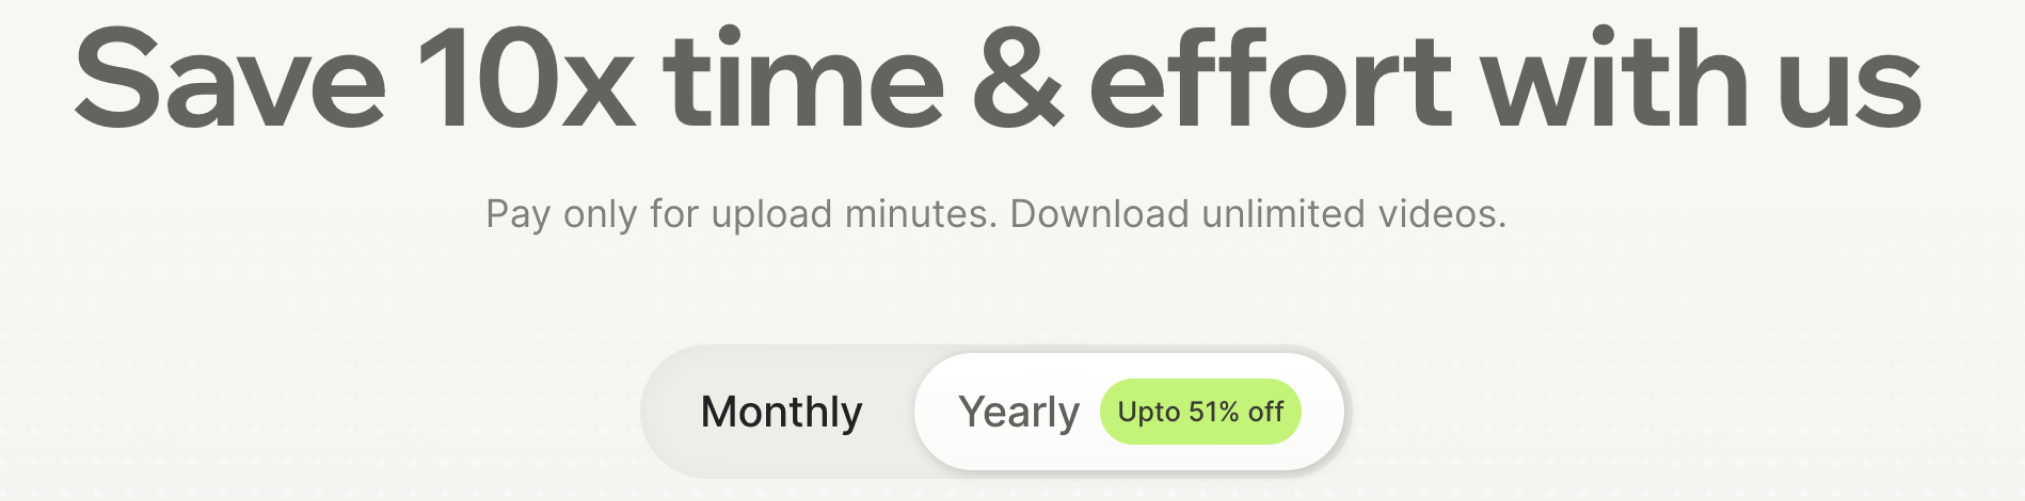 Save 10x time & effort with us
Pay only for upload minutes. Download unlimited videos.
Monthly Yearly Upto 51% off